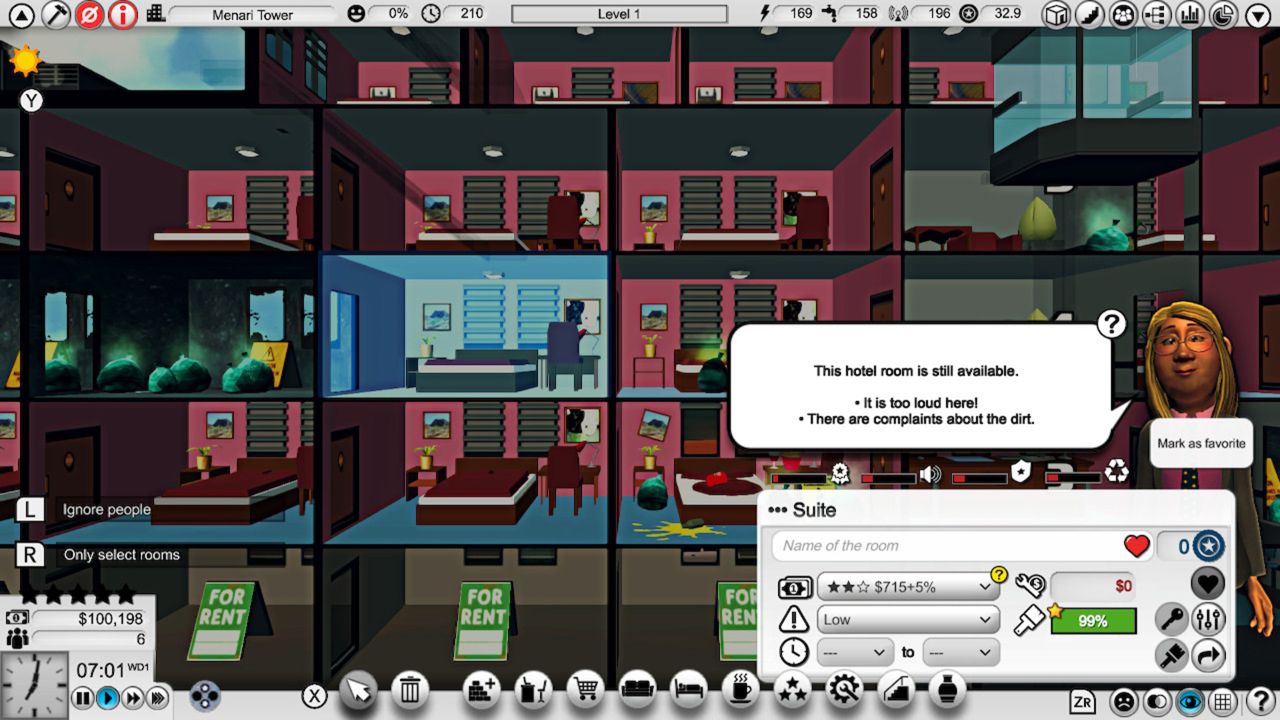 Menari Tower
0%
210
Level 1
169
158
196
32.9
Y
This hotel room is still available.
• It is too loud here!
• There are complaints about the dirt.
?
Mark as favorite
L Ignore people
R Only select rooms
••• Suite
Name of the room
0
$715+5%
?
$0
Low
99%
--- to ---
FOR RENT
FOR RENT
FOR RENT
$100,198
6
07:01 WD1
X
ZR
?